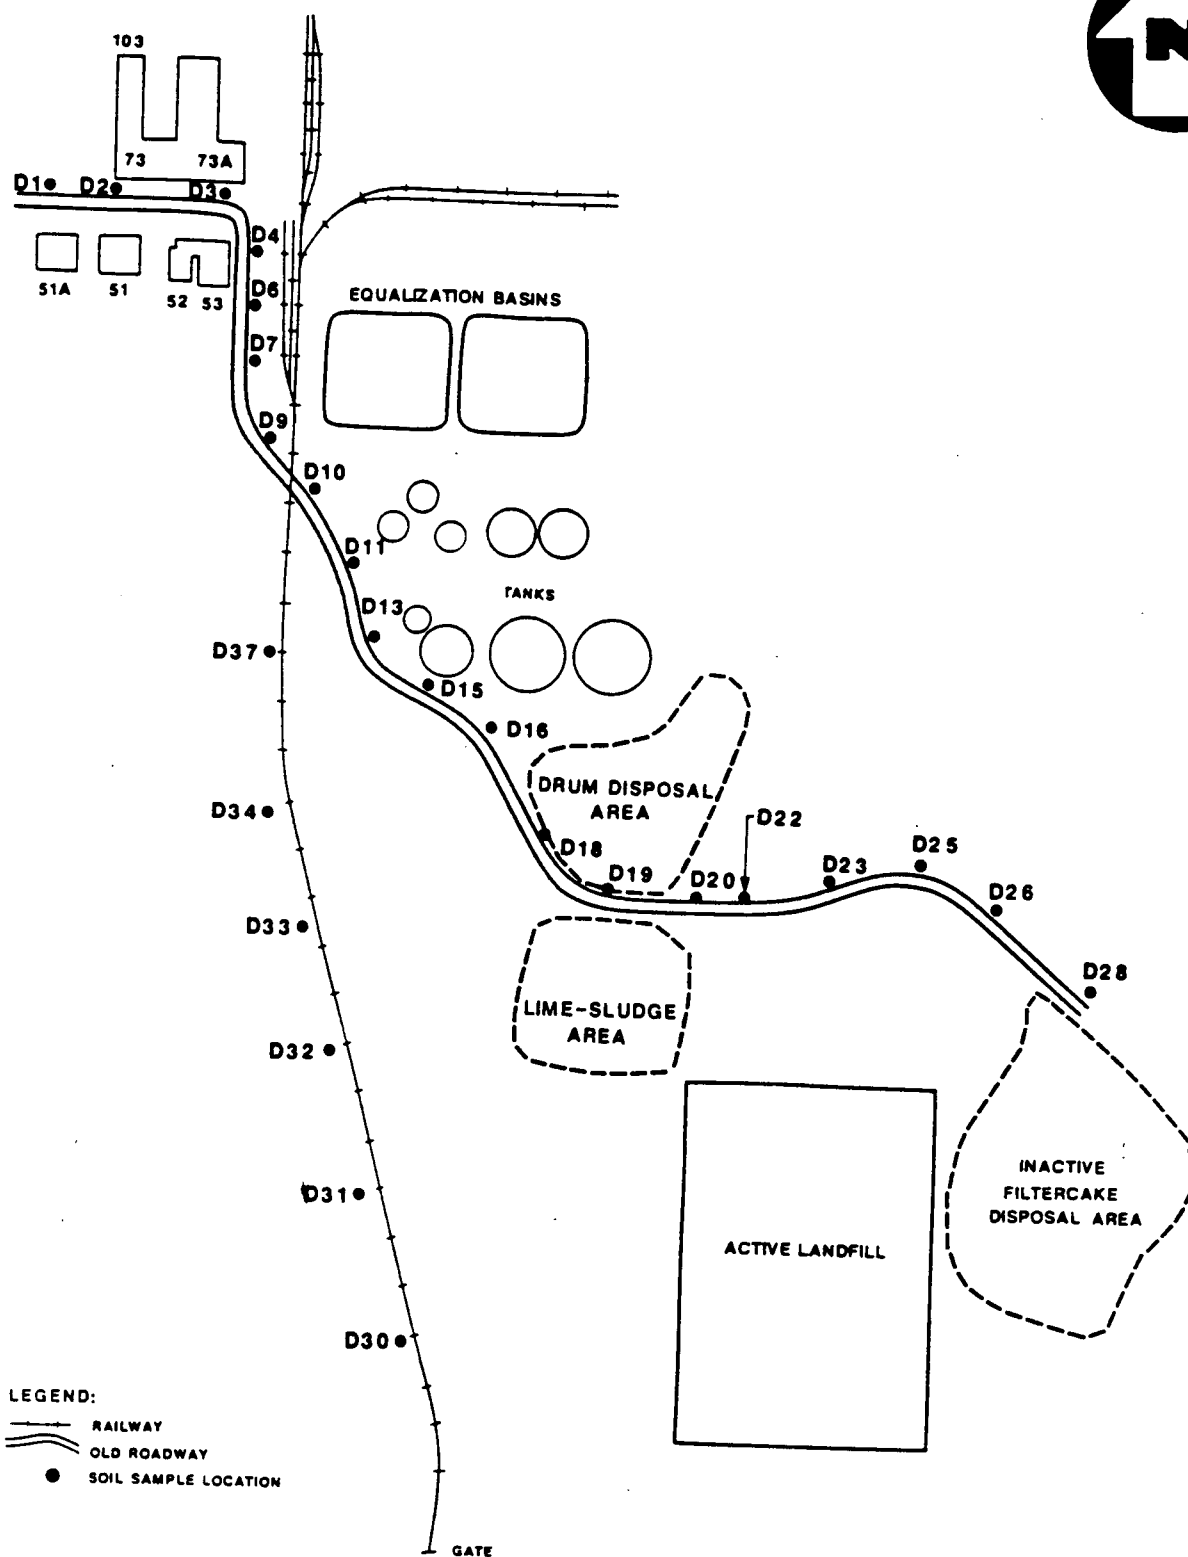 N
103
73 73A
D1 D2 D3
D4
51A 51 52 53
D6
EQUALIZATION BASINS
D7
D9
D10
D11
TANKS
D13
D37
D15
D16
DRUM DISPOSAL
AREA
D34
D22
D18
D25
D19 D20 D23
D26
D33
D28
LIME-SLUDGE
AREA
D32
INACTIVE
FILTERCAKE
DISPOSAL AREA
D31
ACTIVE LANDFILL
D30
LEGEND:
RAILWAY
OLD ROADWAY
SOIL SAMPLE LOCATION
GATE